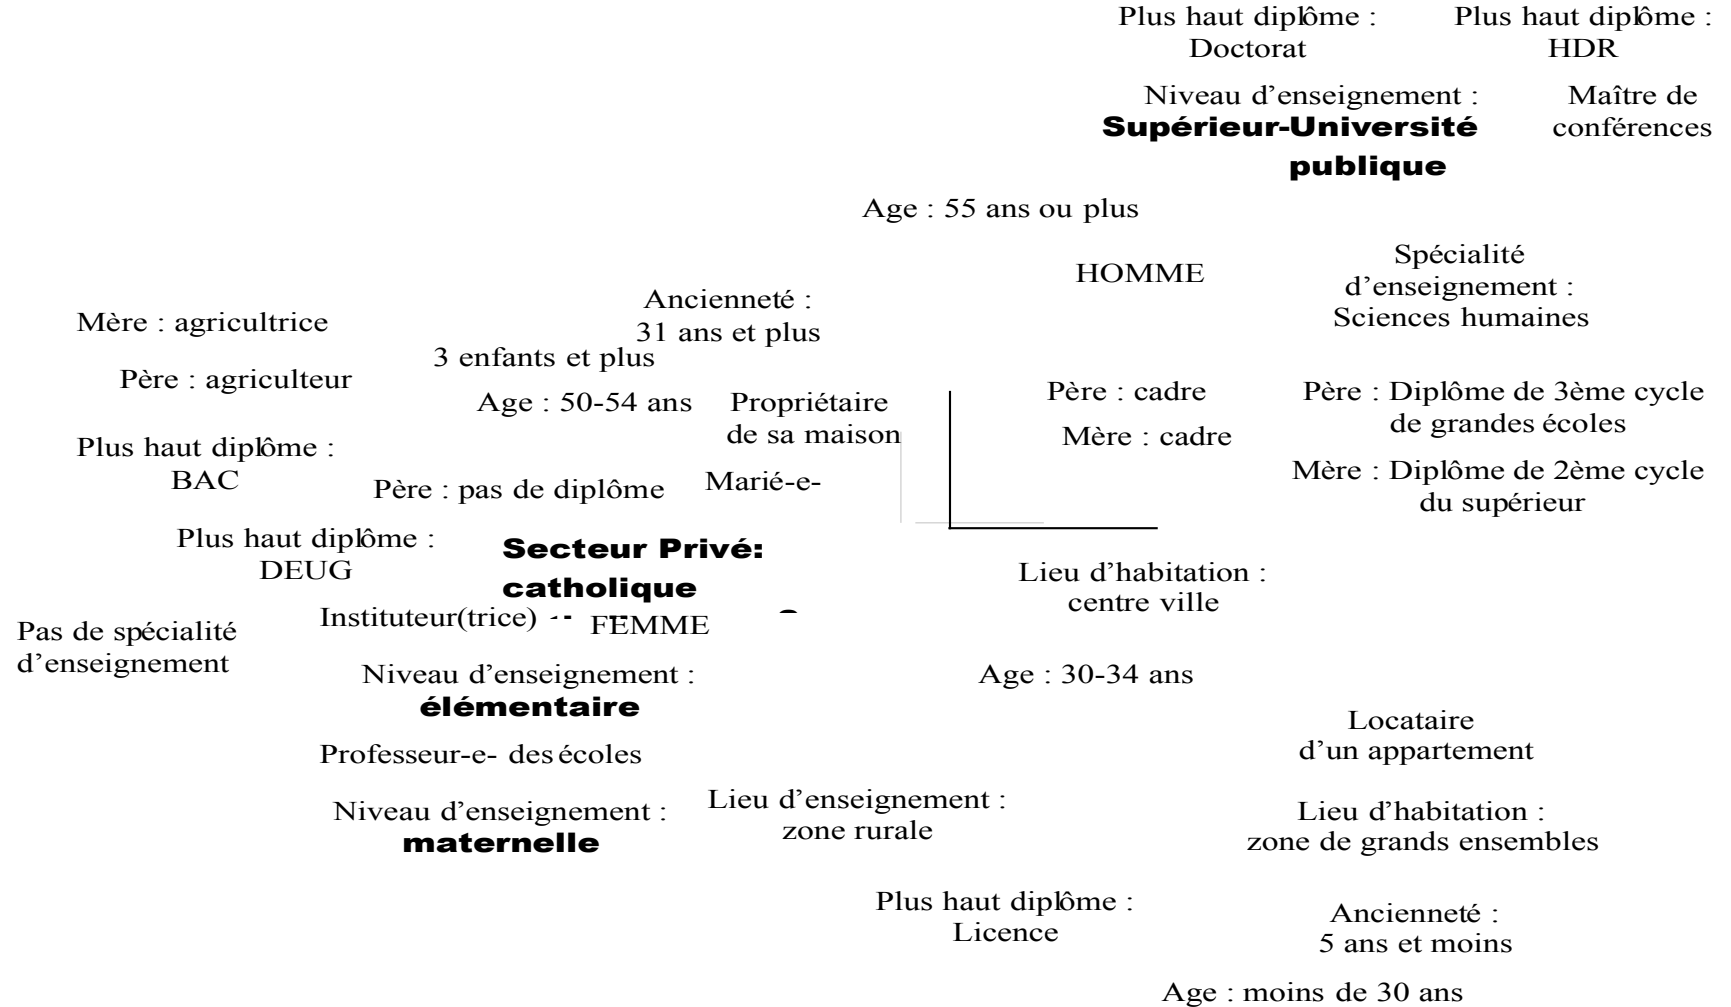 Plus haut diplôme :
Doctorat
Plus haut diplôme :
HDR
Niveau d’enseignement :
Supérieur-Université
publique
Maître de
conférences
Age : 55 ans ou plus
HOMME
Spécialité
d’enseignement :
Sciences humaines
Ancienneté :
31 ans et plus
Mère : agricultrice
3 enfants et plus
Père : agriculteur
Age : 50-54 ans
Propriétaire
de sa maison
Père : cadre
Mère : cadre
Père : Diplôme de 3ème cycle
de grandes écoles
Plus haut diplôme :
BAC
Père : pas de diplôme
Marié-e-
Mère : Diplôme de 2ème cycle
du supérieur
Plus haut diplôme :
DEUG
Secteur Privé:
catholique
Lieu d’habitation :
centre ville
Instituteur(trice)
FEMME
Pas de spécialité
d’enseignement
Niveau d’enseignement :
élémentaire
Age : 30-34 ans
Locataire
d’un appartement
Professeur-e- des écoles
Niveau d’enseignement :
maternelle
Lieu d’enseignement :
zone rurale
Lieu d’habitation :
zone de grands ensembles
Plus haut diplôme :
Licence
Ancienneté :
5 ans et moins
Age : moins de 30 ans